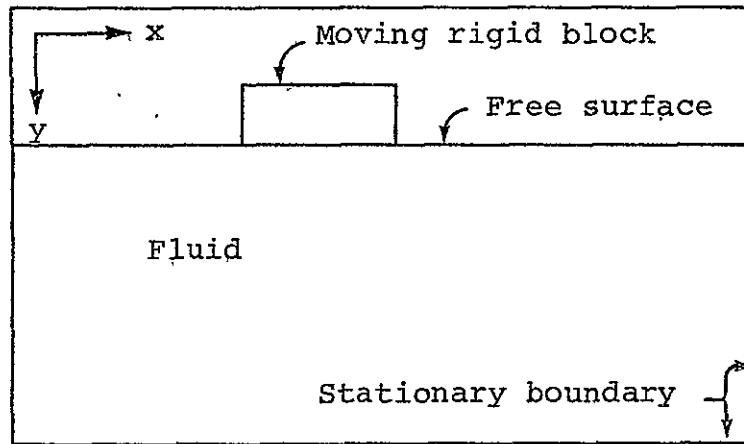 x
Moving rigid block
y
Free surface
Fluid
Stationary boundary